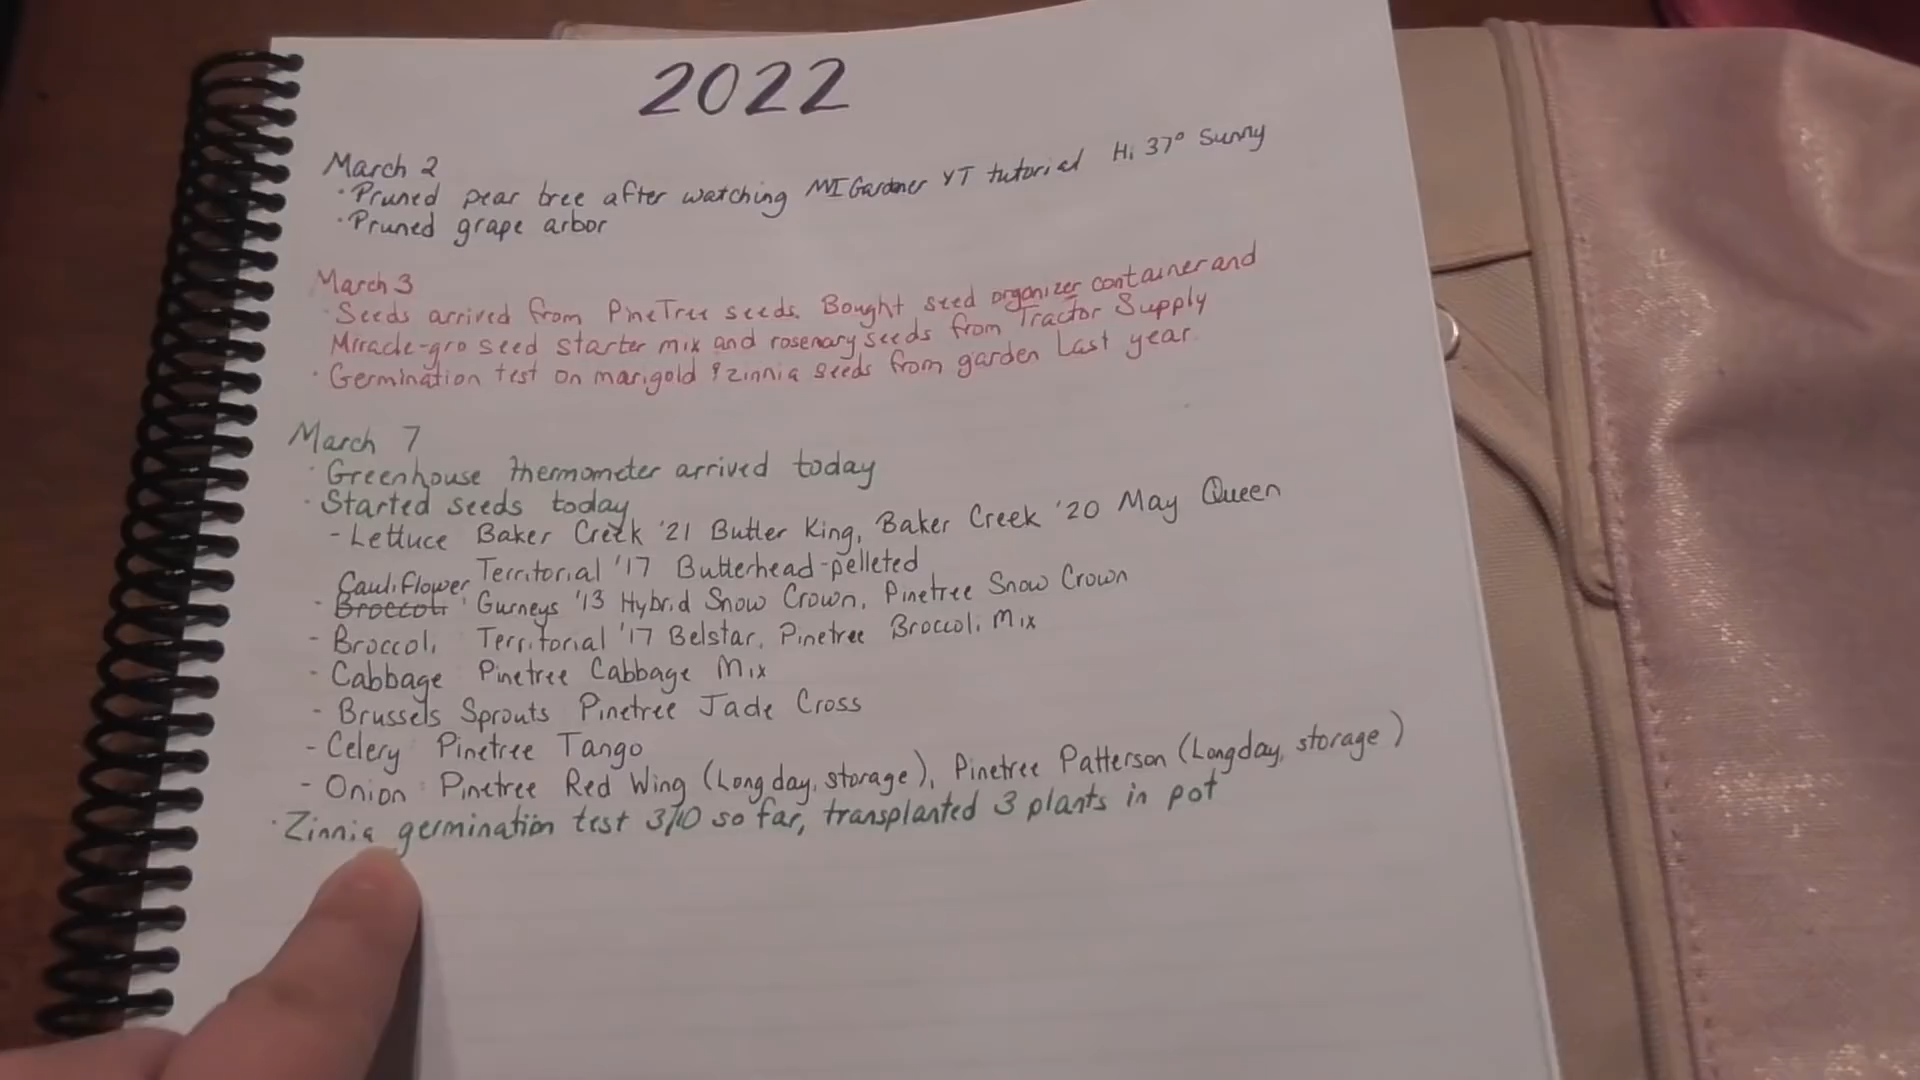 2022
March 2
· Pruned pear tree after watching MIGardner YT tutorial Hi 37° Sunny
· Pruned grape arbor
March 3
· Seeds arrived from PineTree seeds. Bought seed organizer container and
Miracle-gro seed starter mix and rosemary seeds from Tractor Supply
· Germination test on marigold & zinnia seeds from garden last year.
March 7
· Greenhouse thermometer arrived today
· Started seeds today
- Lettuce Baker Creek '21 Butter King, Baker Creek '20 May Queen
Territorial '17 Butterhead-pelleted
Cauliflower
- Broccoli : Gurneys '13 Hybrid Snow Crown, Pinetree Snow Crown
- Broccoli Territorial '17 Belstar, Pinetree Broccoli Mix
- Cabbage Pinetree Cabbage Mix
- Brussels Sprouts Pinetree Jade Cross
- Celery Pinetree Tango
- Onion : Pinetree Red Wing (Longday, storage), Pinetree Patterson (Longday, storage)
· Zinnia germination test 3/10 so far, transplanted 3 plants in pot